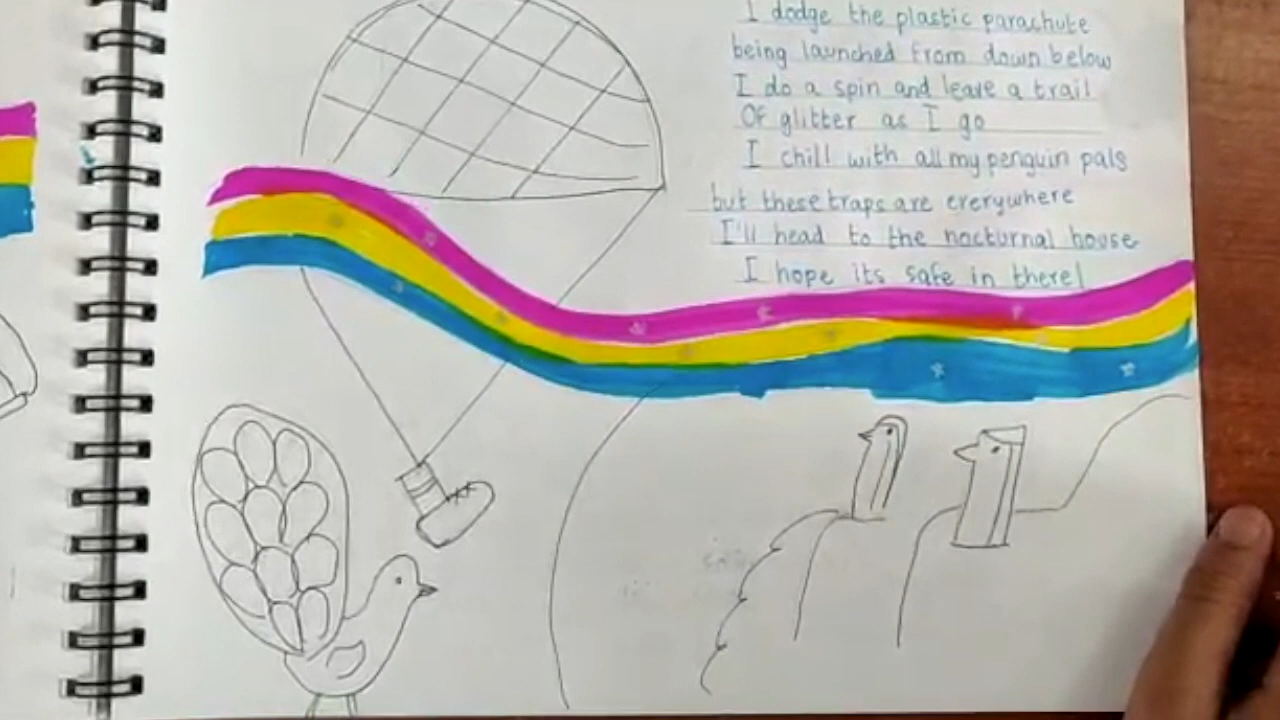 I dodge the plastic parachute
being launched from down below
I do a spin and leave a trail
Of glitter as I go
I chill with all my penguin pals
but these traps are everywhere
I'll head to the nocturnal house
I hope its safe in there!